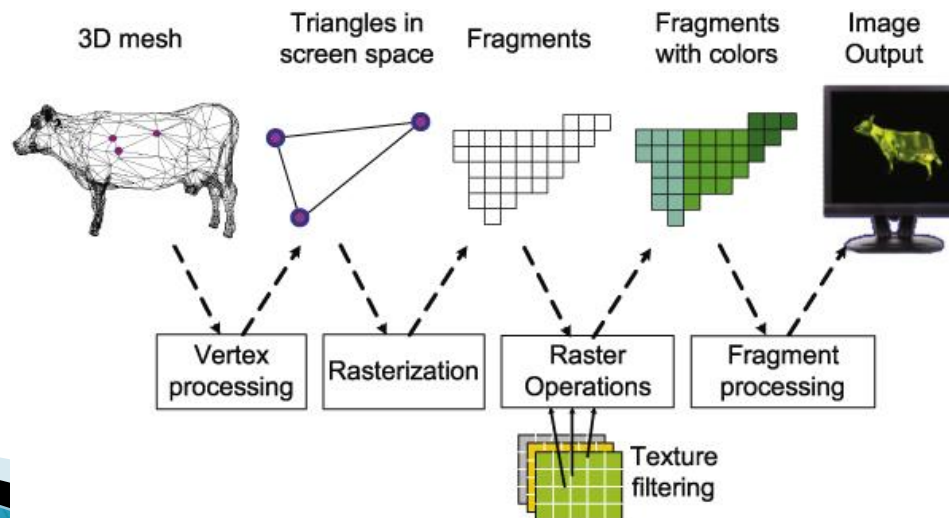 3D mesh
Triangles in
screen space
Fragments
Fragments
with colors
Image
Output
Vertex
processing
Rasterization
Raster
Operations
Fragment
processing
Texture
filtering